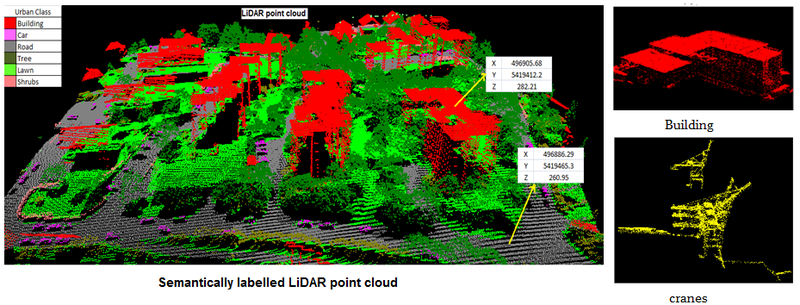 Urban Class
Building
Car
Road
Tree
Lawn
Shrubs
LiDAR point cloud
X 496905.68
Y 5419412.2
Z 282.21
X 496886.29
Y 5419465.3
Z 260.95
Semantically labelled LiDAR point cloud
Building
cranes